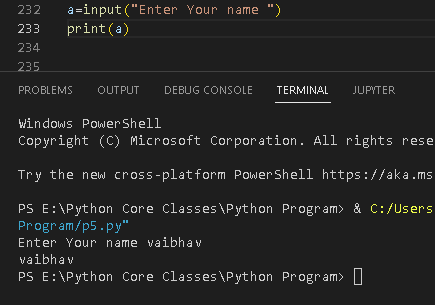 232 a=input("Enter Your name ")
233 print(a)
234
235
PROBLEMS OUTPUT DEBUG CONSOLE TERMINAL JUPYTER
Windows PowerShell
Copyright (C) Microsoft Corporation. All rights rese
Try the new cross-platform PowerShell https://aka.ms
PS E:\Python Core Classes\Python Program> & C:/Users
Program/p5.py"
Enter Your name vaibhav
vaibhav
PS E:\Python Core Classes\Python Program>